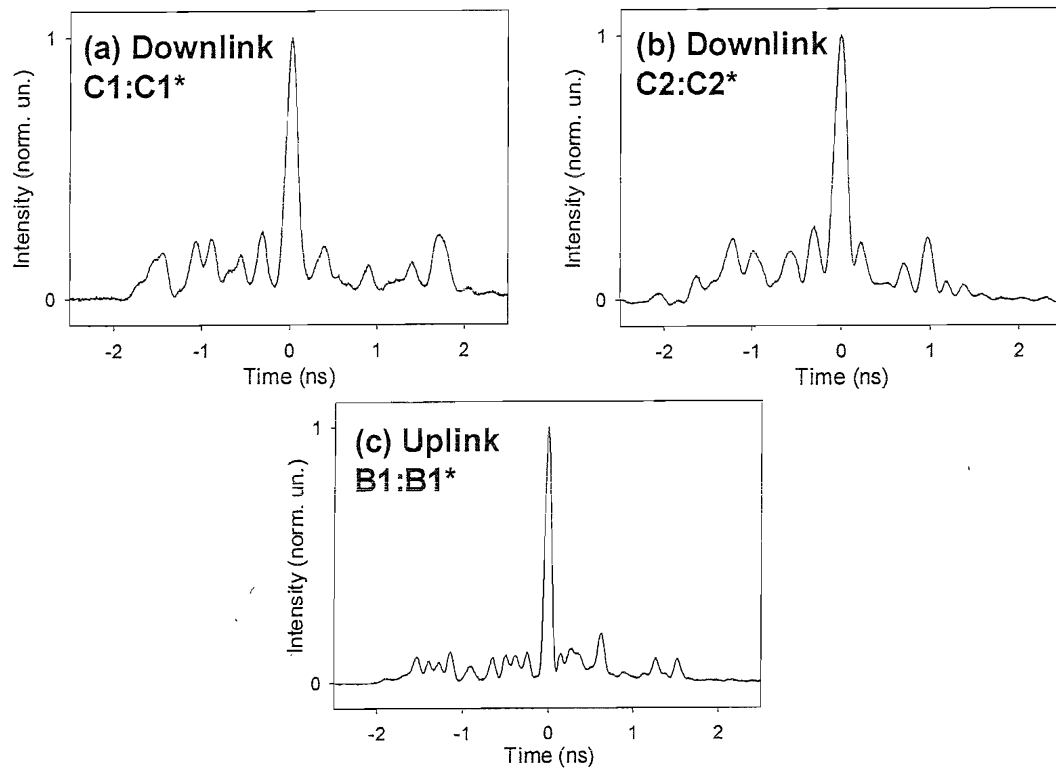 (a) Downlink
C1:C1*
Intensity (norm. un.)
1
0
-2 -1 0 1 2
Time (ns)
(b) Downlink
C2:C2*
Intensity (norm. un.)
1
0
-2 -1 0 1 2
Time (ns)
(c) Uplink
B1:B1*
Intensity (norm. un.)
1
0
-2 -1 0 1 2
Time (ns)